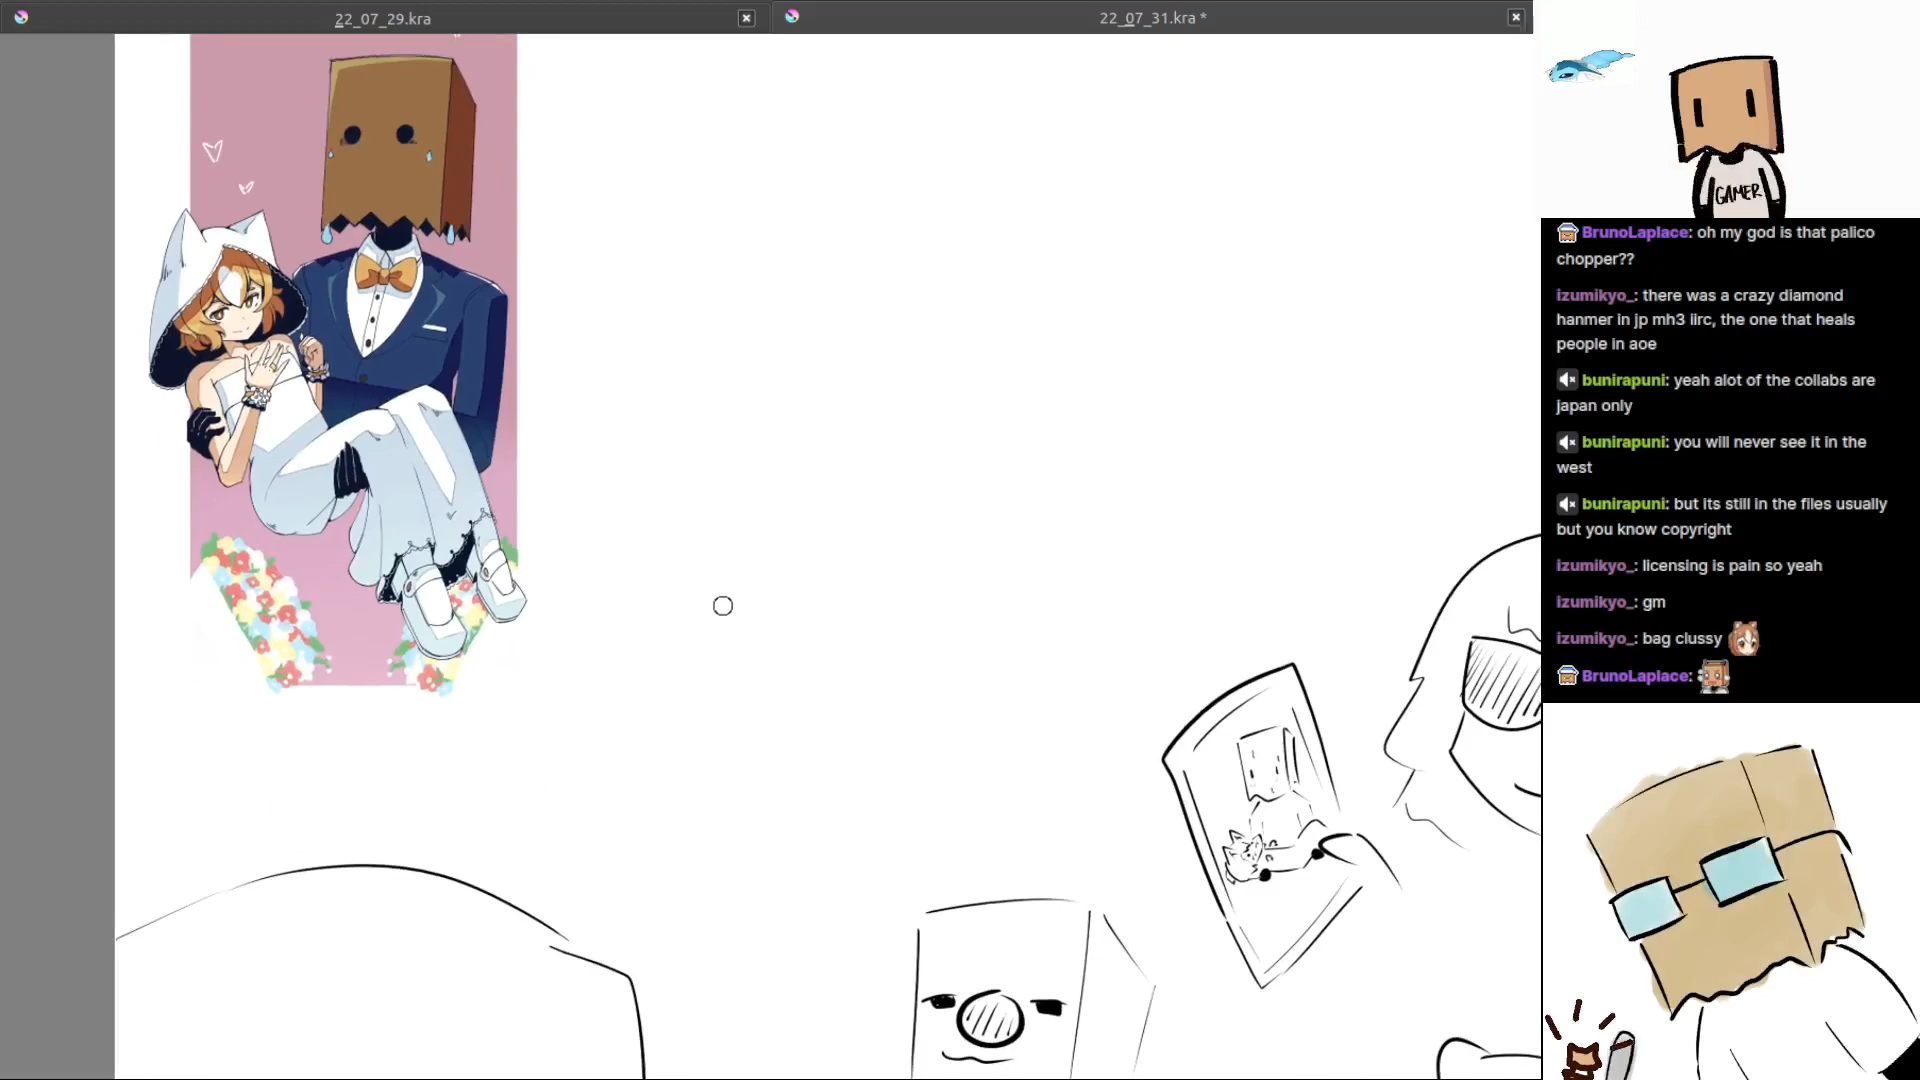 22_07_29.kra
22_07_31.kra *
GAMER
BrunoLaplace: oh my god is that palico
chopper??
izumikyo_: there was a crazy diamond
hanmer in jp mh3 iirc, the one that heals
people in aoe
bunirapuni: yeah alot of the collabs are
japan only
bunirapuni: you will never see it in the
west
bunirapuni: but its still in the files usually
but you know copyright
izumikyo_: licensing is pain so yeah
izumikyo_: gm
izumikyo_: bag clussy
BrunoLaplace: